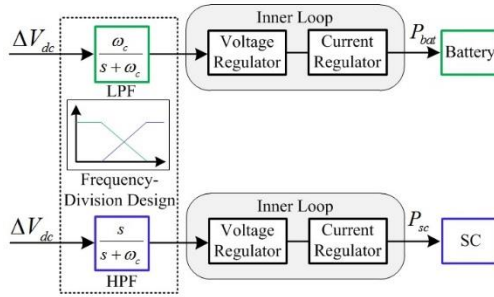 Inner Loop
ΔV_dc
ω_c
s + ω_c
LPF
Voltage
Regulator
Current
Regulator
P_bat
Battery
Frequency-
Division Design
Inner Loop
ΔV_dc
s
s + ω_c
HPF
Voltage
Regulator
Current
Regulator
P_sc
SC